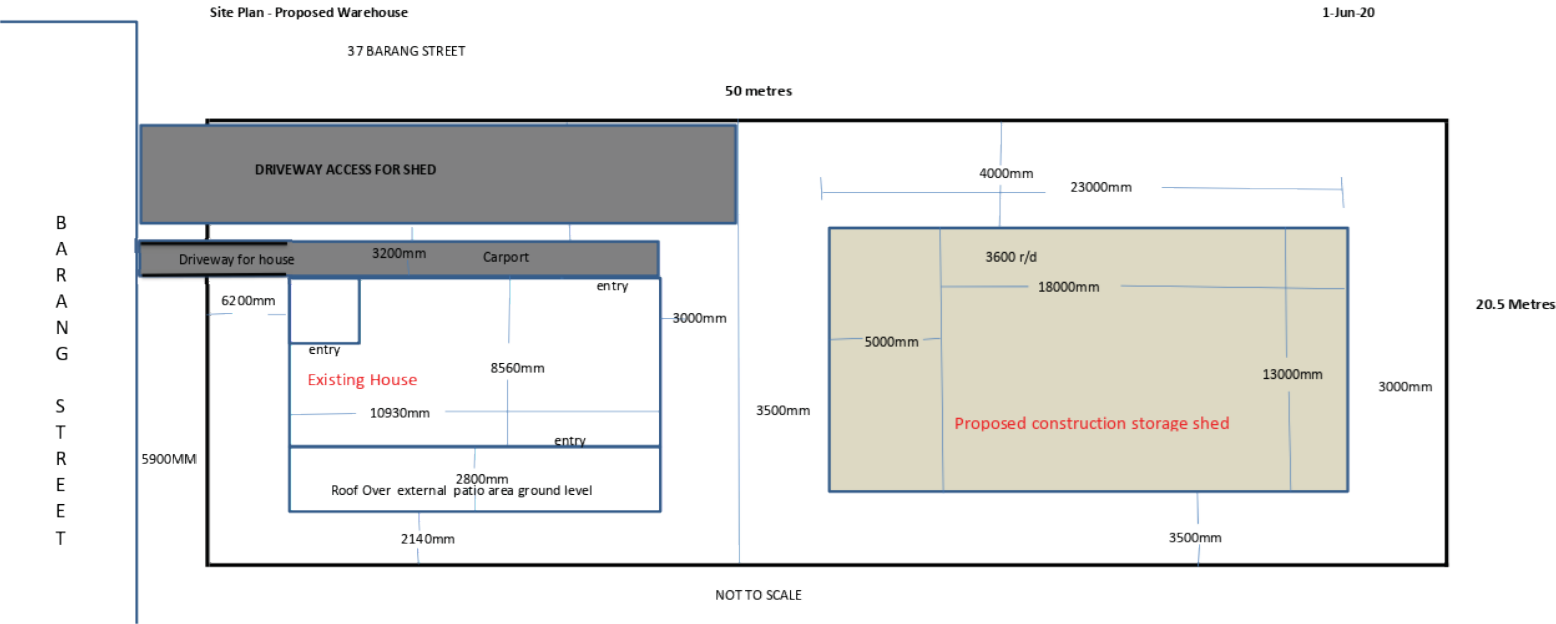 Site Plan - Proposed Warehouse
1-Jun-20
37 BARANG STREET
50 metres
DRIVEWAY ACCESS FOR SHED
4000mm
23000mm
BARANG STREET
3200mm
Carport
Driveway for house
3600 r/d
entry
18000mm
6200mm
20.5 Metres
3000mm
5000mm
entry
8560mm
13000mm
Existing House
3000mm
10930mm
3500mm
Proposed construction storage shed
entry
5900MM
2800mm
Roof Over external patio area ground level
2140mm
3500mm
NOT TO SCALE